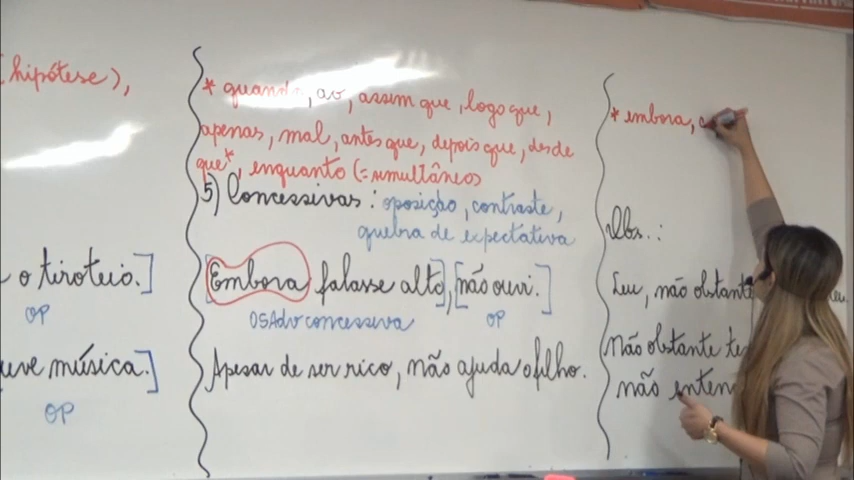 (hipótese),
o tiroteio.]
OP
uve música.]
OP
* quando, ao, assim que, logo que,
apenas, mal, antes que, depois que, desde
que*, enquanto (= simultâneos
5) Concessivas: oposição, contraste,
quebra de expectativa
[Embora falasse alto], [não ouvi.]
OSAdv concessiva OP
Apesar de ser rico, não ajuda o filho.
* embora, a
Obs.:
Leu, não obstante
Não obstante te
não enten